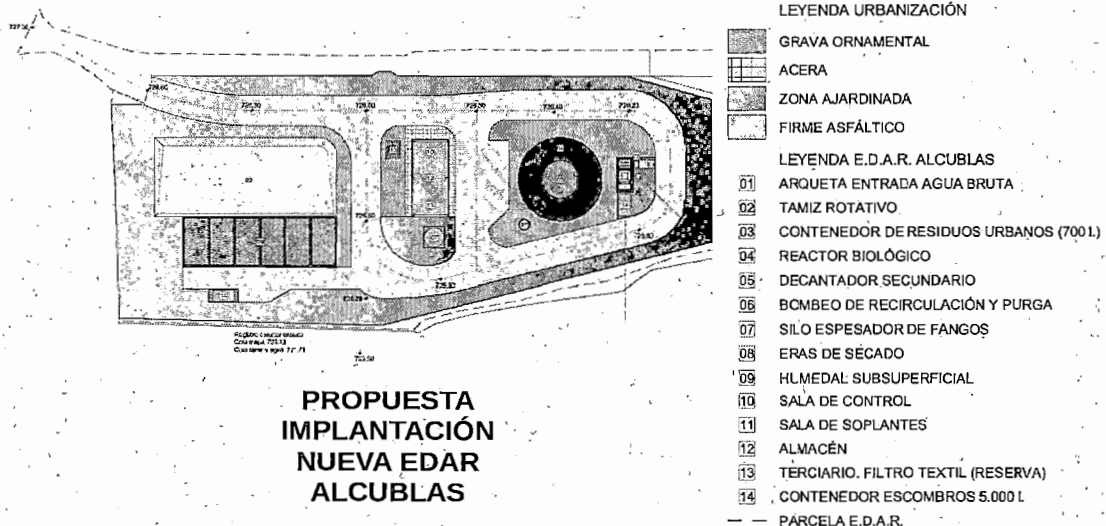 LEYENDA URBANIZACIÓN
GRAVA ORNAMENTAL
ACERA
ZONA AJARDINADA
FIRME ASFÁLTICO
LEYENDA E.D.A.R. ALCUBLAS
01 ARQUETA ENTRADA AGUA BRUTA
02 TAMIZ ROTATIVO
03 CONTENEDOR DE RESIDUOS URBANOS (700 L)
04 REACTOR BIOLÓGICO
05 DECANTADOR SECUNDARIO
06 BOMBEO DE RECIRCULACIÓN Y PURGA
07 SILO ESPESADOR DE FANGOS
08 ERAS DE SECADO
09 HUMEDAL SUBSUPERFICIAL
10 SALA DE CONTROL
11 SALA DE SOPLANTES
12 ALMACÉN
13 TERCIARIO. FILTRO TEXTIL (RESERVA)
14 CONTENEDOR ESCOMBROS 5.000 L
PARCELA E.D.A.R.
PROPUESTA
IMPLANTACIÓN
NUEVA EDAR
ALCUBLAS